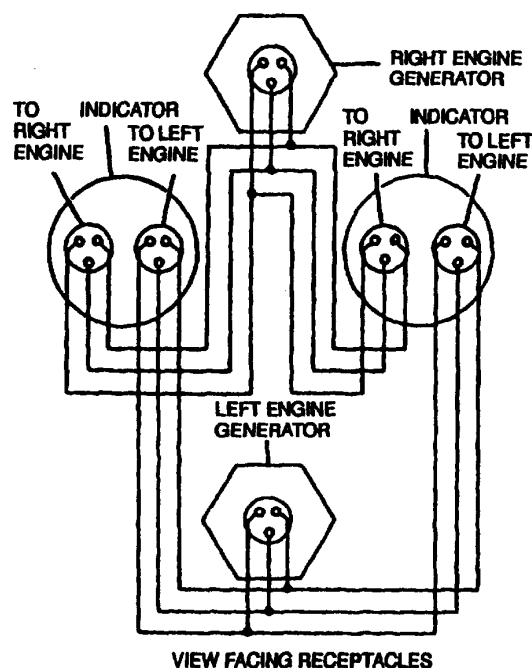 RIGHT ENGINE
GENERATOR
TO
RIGHT
ENGINE
INDICATOR
TO LEFT
ENGINE
TO
RIGHT
ENGINE
INDICATOR
TO LEFT
ENGINE
LEFT ENGINE
GENERATOR
VIEW FACING RECEPTACLES